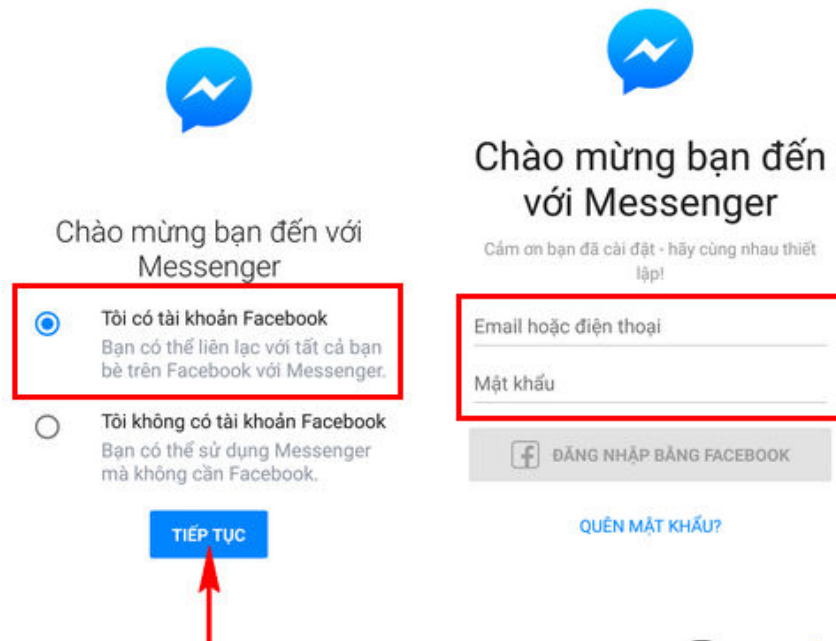 Chào mừng bạn đến với
Messenger
Tôi có tài khoản Facebook
Bạn có thể liên lạc với tất cả bạn
bè trên Facebook với Messenger.
Tôi không có tài khoản Facebook
Bạn có thể sử dụng Messenger
mà không cần Facebook.
TIẾP TỤC
Chào mừng bạn đến
với Messenger
Cảm ơn bạn đã cài đặt - hãy cùng nhau thiết
lập!
Email hoặc điện thoại
Mật khẩu
ĐĂNG NHẬP BẰNG FACEBOOK
QUÊN MẬT KHẨU?